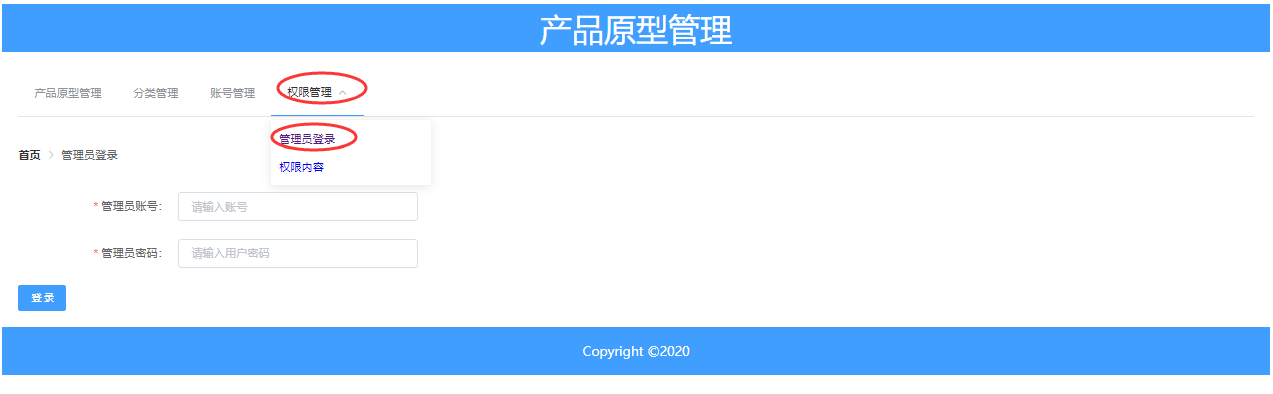 产品原型管理
产品原型管理 分类管理 账号管理 权限管理
管理员登录
权限内容
首页 > 管理员登录
*管理员账号: 请输入账号
*管理员密码: 请输入用户密码
登录
Copyright ©2020